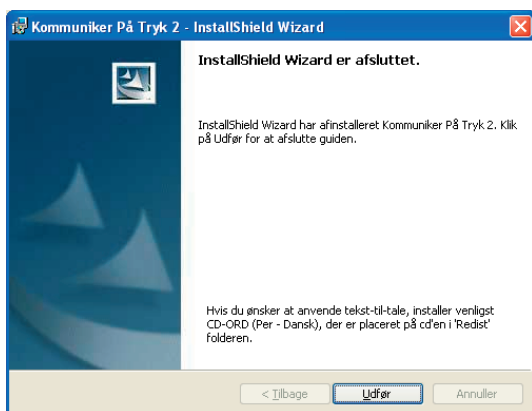 Kommuniker På Tryk 2 - InstallShield Wizard
InstallShield Wizard er afsluttet.
InstallShield Wizard har afinstalleret Kommuniker På Tryk 2. Klik
på Udfør for at afslutte guiden.
Hvis du ønsker at anvende tekst-til-tale, installer venligst
CD-ORD (Per - Dansk), der er placeret på cd'en i 'Redist'
folderen.
< Tilbage Udfør Annuller